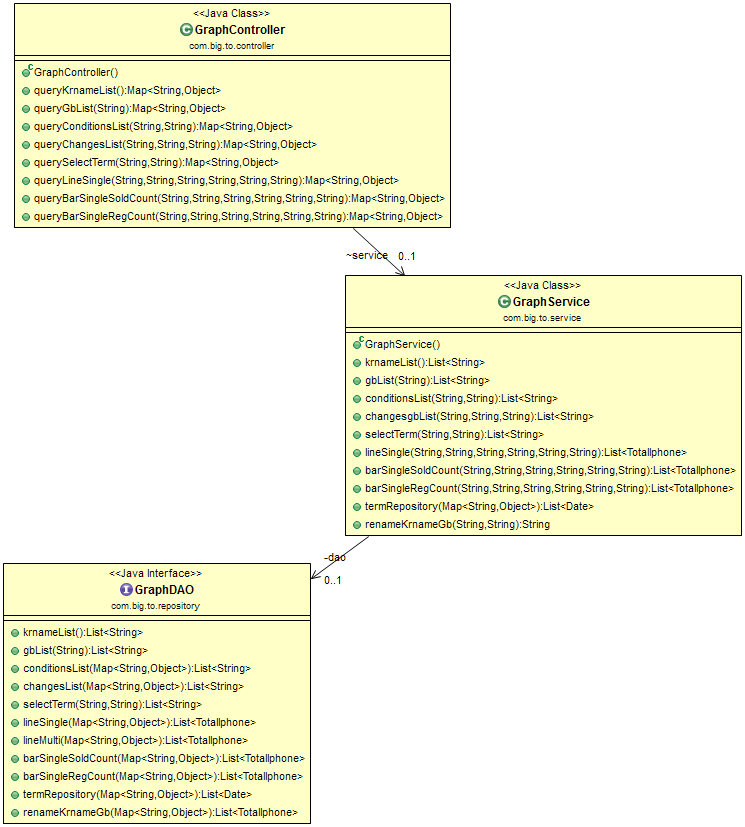 <<Java Class>>
GraphController
com.big.to.controller
GraphController()
queryKrnameList():Map<String,Object>
queryGbList(String):Map<String,Object>
queryConditionsList(String,String):Map<String,Object>
queryChangesList(String,String,String):Map<String,Object>
querySelectTerm(String,String):Map<String,Object>
queryLineSingle(String,String,String,String,String,String):Map<String,Object>
queryBarSingleSoldCount(String,String,String,String,String,String):Map<String,Object>
queryBarSingleRegCount(String,String,String,String,String,String):Map<String,Object>
~service 0..1
<<Java Class>>
GraphService
com.big.to.service
GraphService()
krnameList():List<String>
gbList(String):List<String>
conditionsList(String,String):List<String>
changesgbList(String,String,String):List<String>
selectTerm(String,String):List<String>
lineSingle(String,String,String,String,String,String):List<Totallphone>
barSingleSoldCount(String,String,String,String,String,String):List<Totallphone>
barSingleRegCount(String,String,String,String,String,String):List<Totallphone>
termRepository(Map<String,Object>):List<Date>
renameKrnameGb(String,String):String
-dao
0..1
<<Java Interface>>
GraphDAO
com.big.to.repository
krnameList():List<String>
gbList(String):List<String>
conditionsList(Map<String,Object>):List<String>
changesList(Map<String,Object>):List<String>
selectTerm(String,String):List<String>
lineSingle(Map<String,Object>):List<Totallphone>
lineMulti(Map<String,Object>):List<Totallphone>
barSingleSoldCount(Map<String,Object>):List<Totallphone>
barSingleRegCount(Map<String,Object>):List<Totallphone>
termRepository(Map<String,Object>):List<Date>
renameKrnameGb(Map<String,Object>):List<Totallphone>